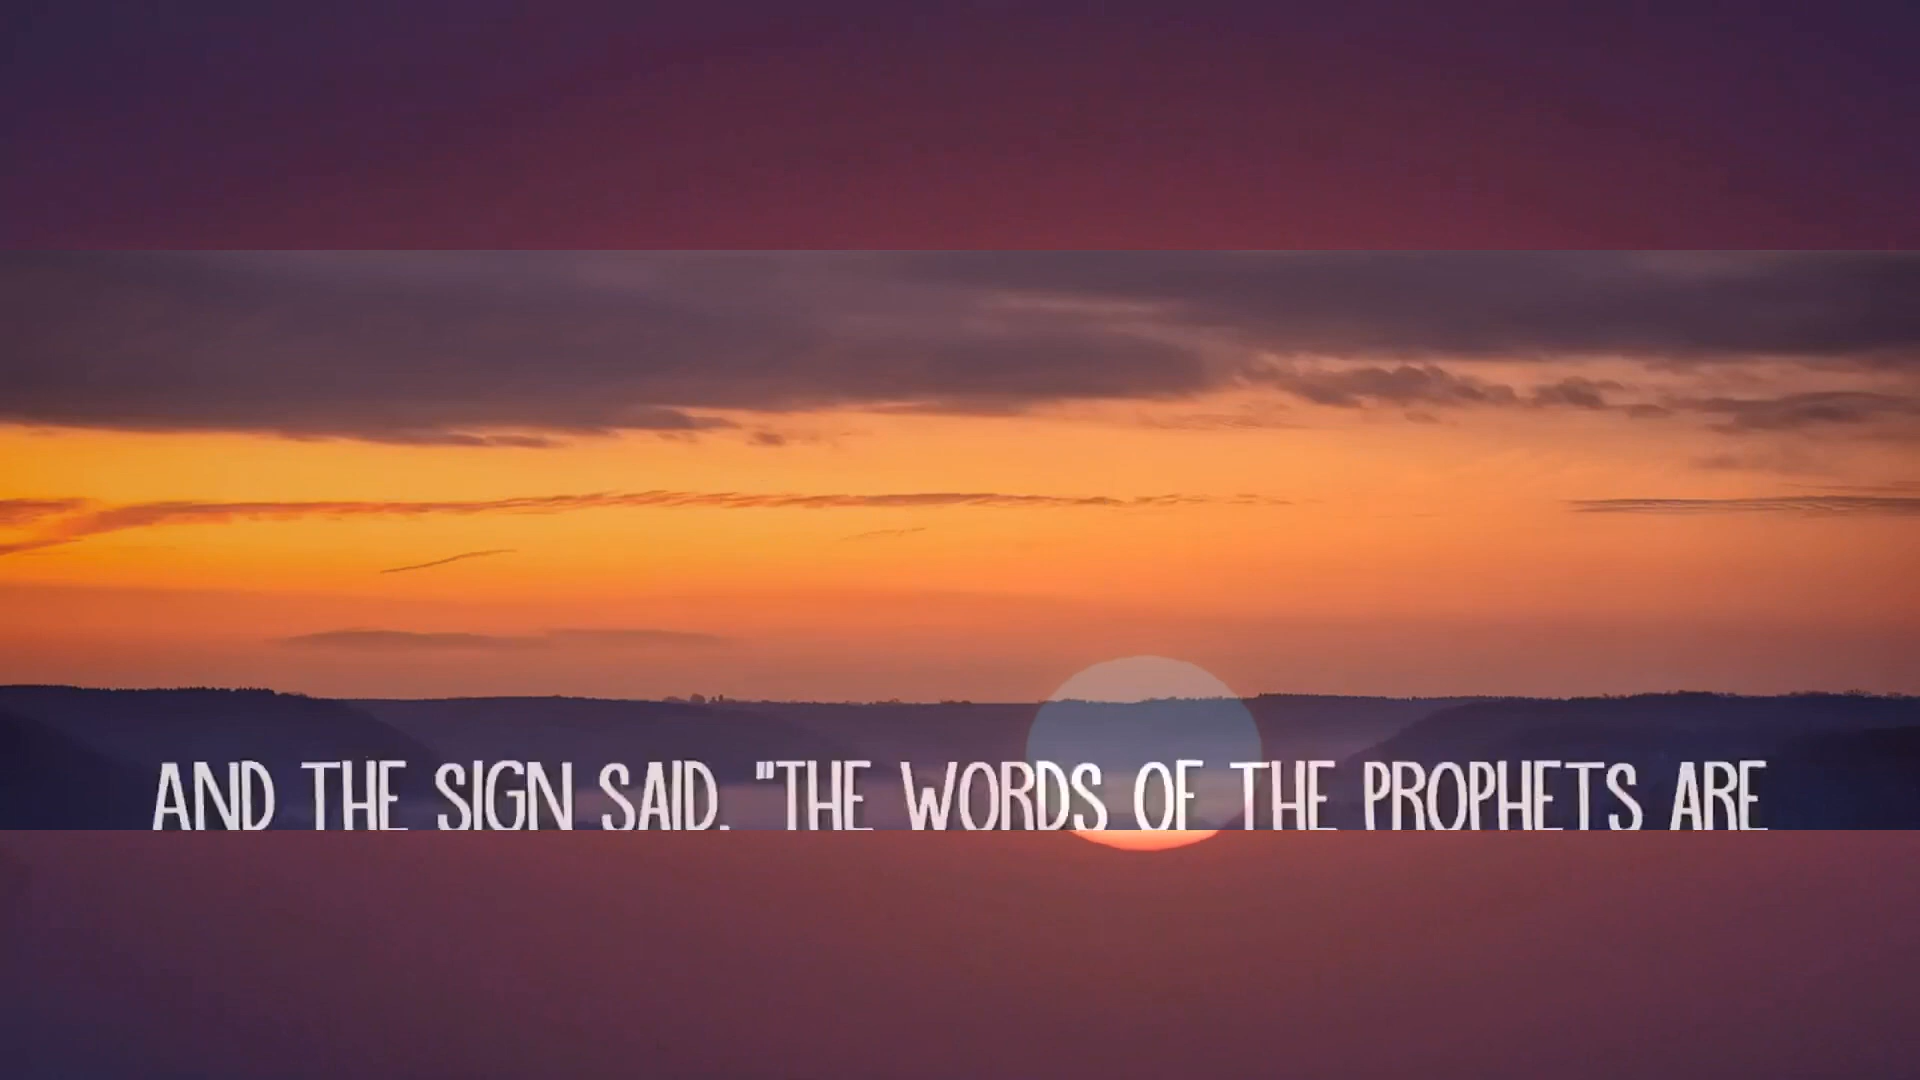 AND THE SIGN SAID, "THE WORDS OF THE PROPHETS ARE